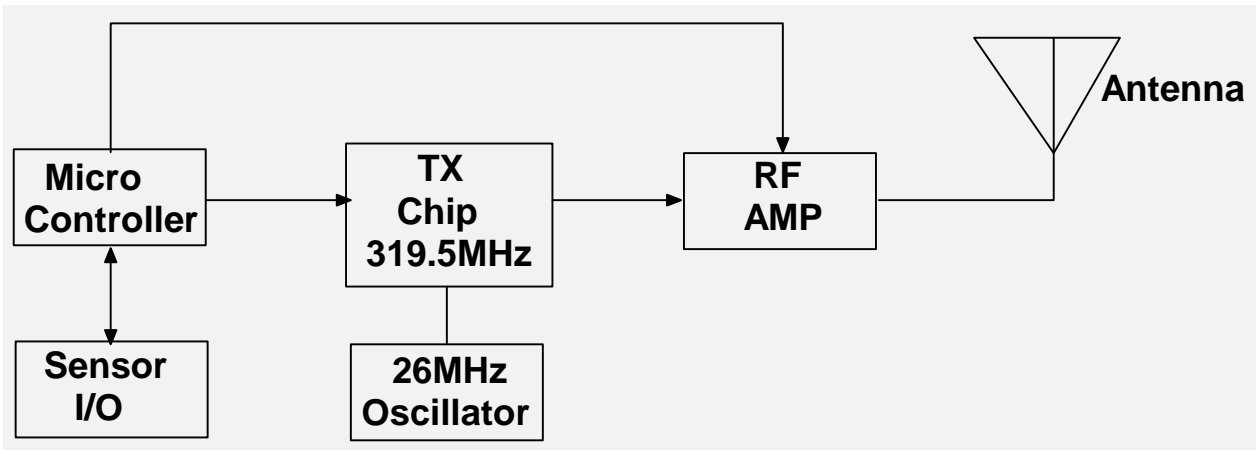 Antenna
Micro
Controller
TX
Chip
319.5MHz
RF
AMP
Sensor
I/O
26MHz
Oscillator